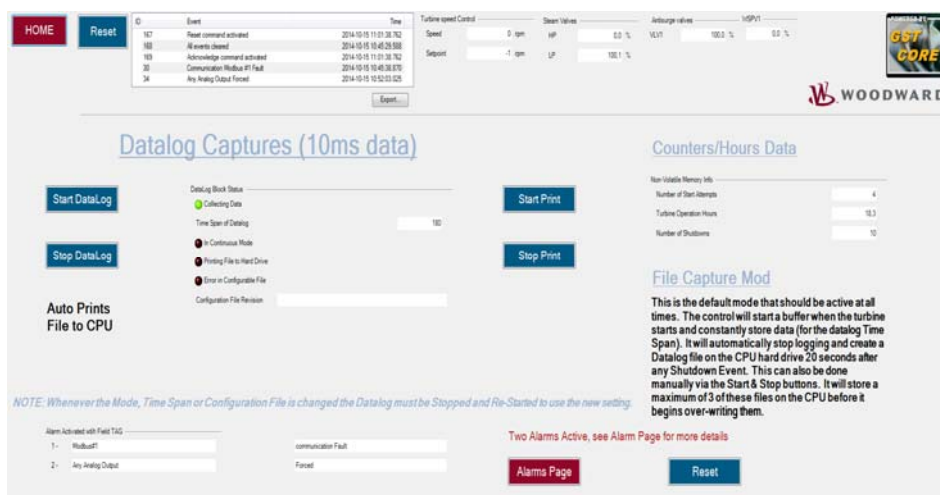 HOME
Reset
ID Event Time
167 Reset command activated 2014-10-15 11:01:38.762
168 All events cleared 2014-10-15 10:45:29.588
169 Acknowledge command activated 2014-10-15 11:01:38.762
30 Communication Modbus #1 Fault 2014-10-15 10:45:38.870
34 Any Analog Output Forced 2014-10-15 10:52:03.025
Export...
Turbine speed Control
Speed 0 rpm
Setpoint -1 rpm
Steam Valves
HP 0.0 %
LP 100.1 %
valves
VLV1 100.0 %
0.0 %
GST
CORE
WOODWARD
Datalog Captures (10ms data)
Start DataLog
Stop DataLog
Auto Prints
File to CPU
DataLog Block Status
Collecting Data
Time Span of Datalog 180
In Continuous Mode
Printing File to Hard Drive
Error in Configurable File
Configuration File Revision
Start Print
Stop Print
Counters/Hours Data
Non-Volatile Memory Info
Number of Start Attempts 4
Turbine Operation Hours 18,3
Number of Shutdowns 10
File Capture Mod
This is the default mode that should be active at all
times. The control will start a buffer when the turbine
starts and constantly store data (for the datalog Time
Span). It will automatically stop logging and create a
Datalog file on the CPU hard drive 20 seconds after
any Shutdown Event. This can also be done
manually via the Start & Stop buttons. It will store a
maximum of 3 of these files on the CPU before it
begins over-writing them.
NOTE: Whenever the Mode, Time Span or Configuration File is changed the Datalog must be Stopped and Re-Started to use the new setting.
Alarm Activated with Field TAG
1 - Modbus#1 communication Fault
2 - Any Analog Output Forced
Two Alarms Active, see Alarm Page for more details
Alarms Page
Reset